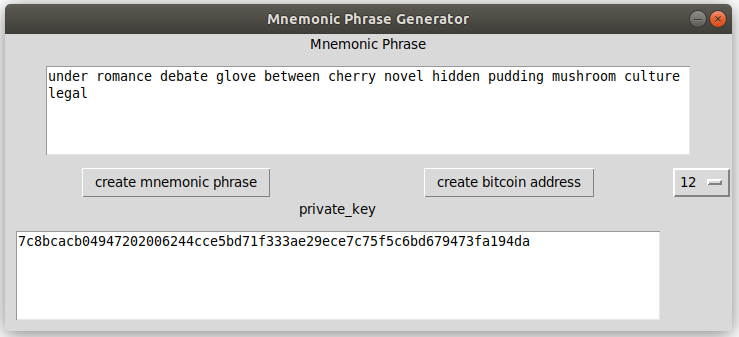 Mnemonic Phrase Generator
Mnemonic Phrase
under romance debate glove between cherry novel hidden pudding mushroom culture
legal
create mnemonic phrase
create bitcoin address
12
private_key
7c8bcacb04947202006244cce5bd71f333ae29ece7c75f5c6bd679473fa194da